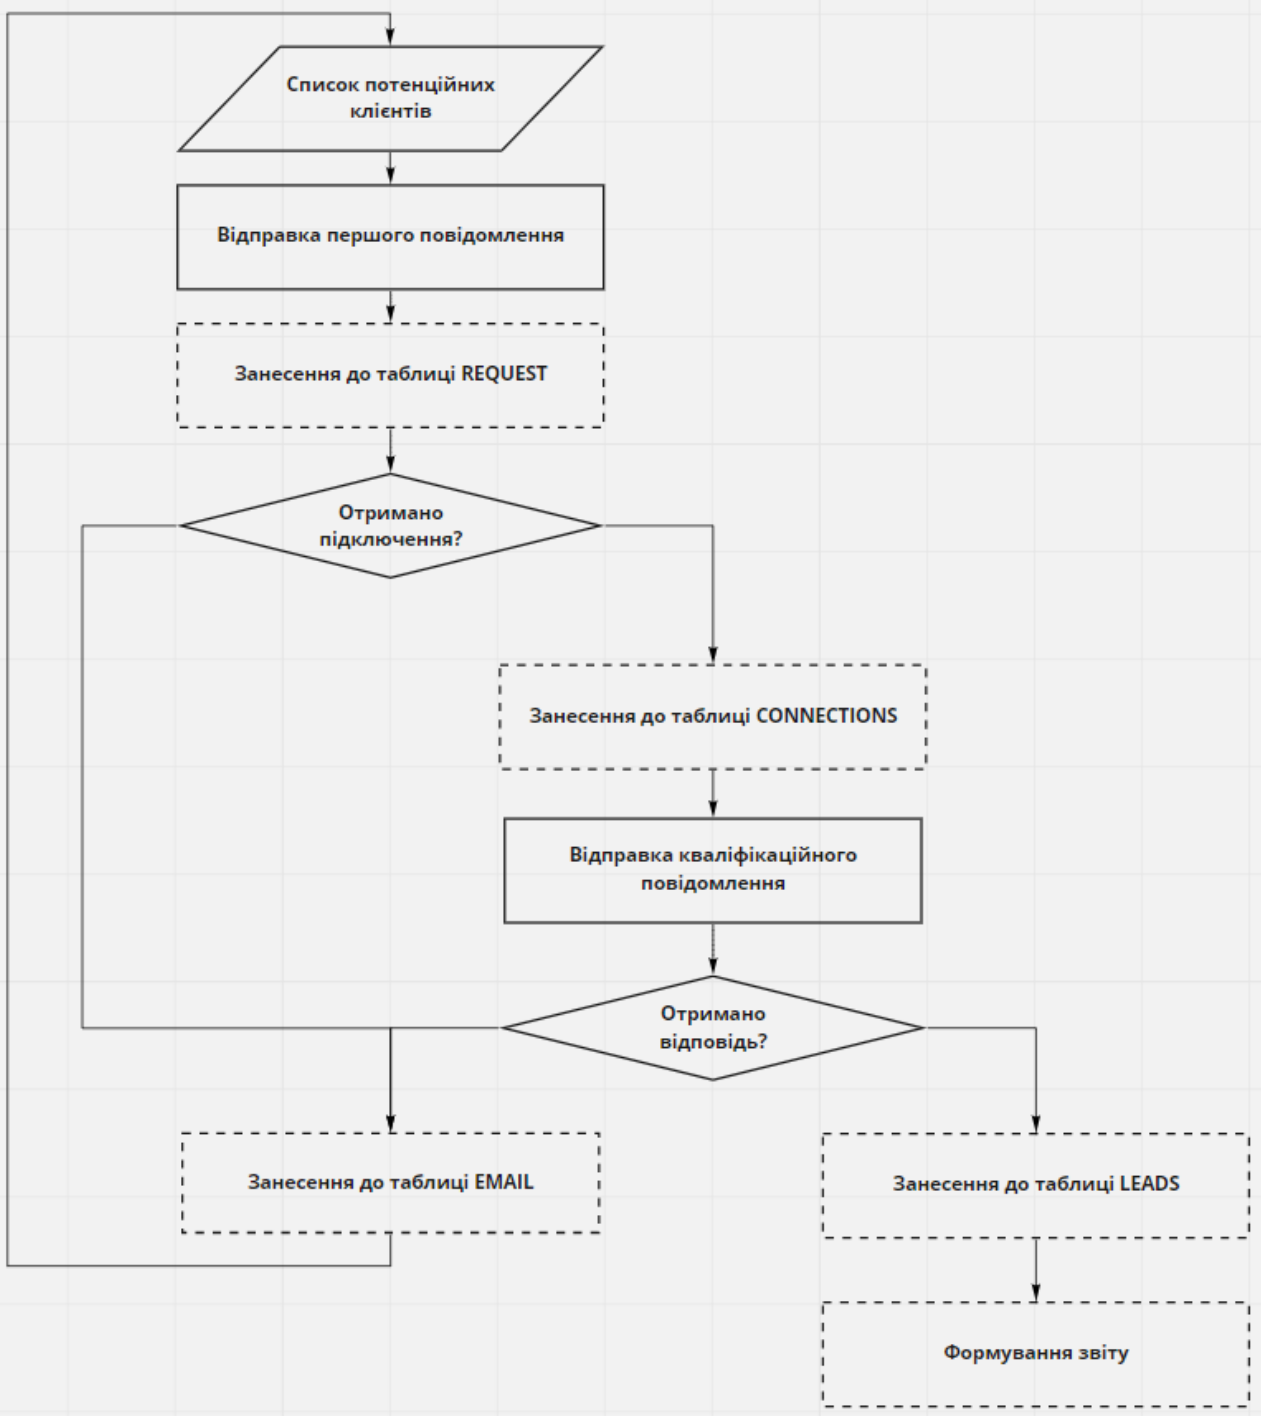 Список потенційних
клієнтів
Відправка першого повідомлення
Занесення до таблиці REQUEST
Отримано
підключення?
Занесення до таблиці CONNECTIONS
Відправка кваліфікаційного
повідомлення
Отримано
відповідь?
Занесення до таблиці EMAIL
Занесення до таблиці LEADS
Формування звіту